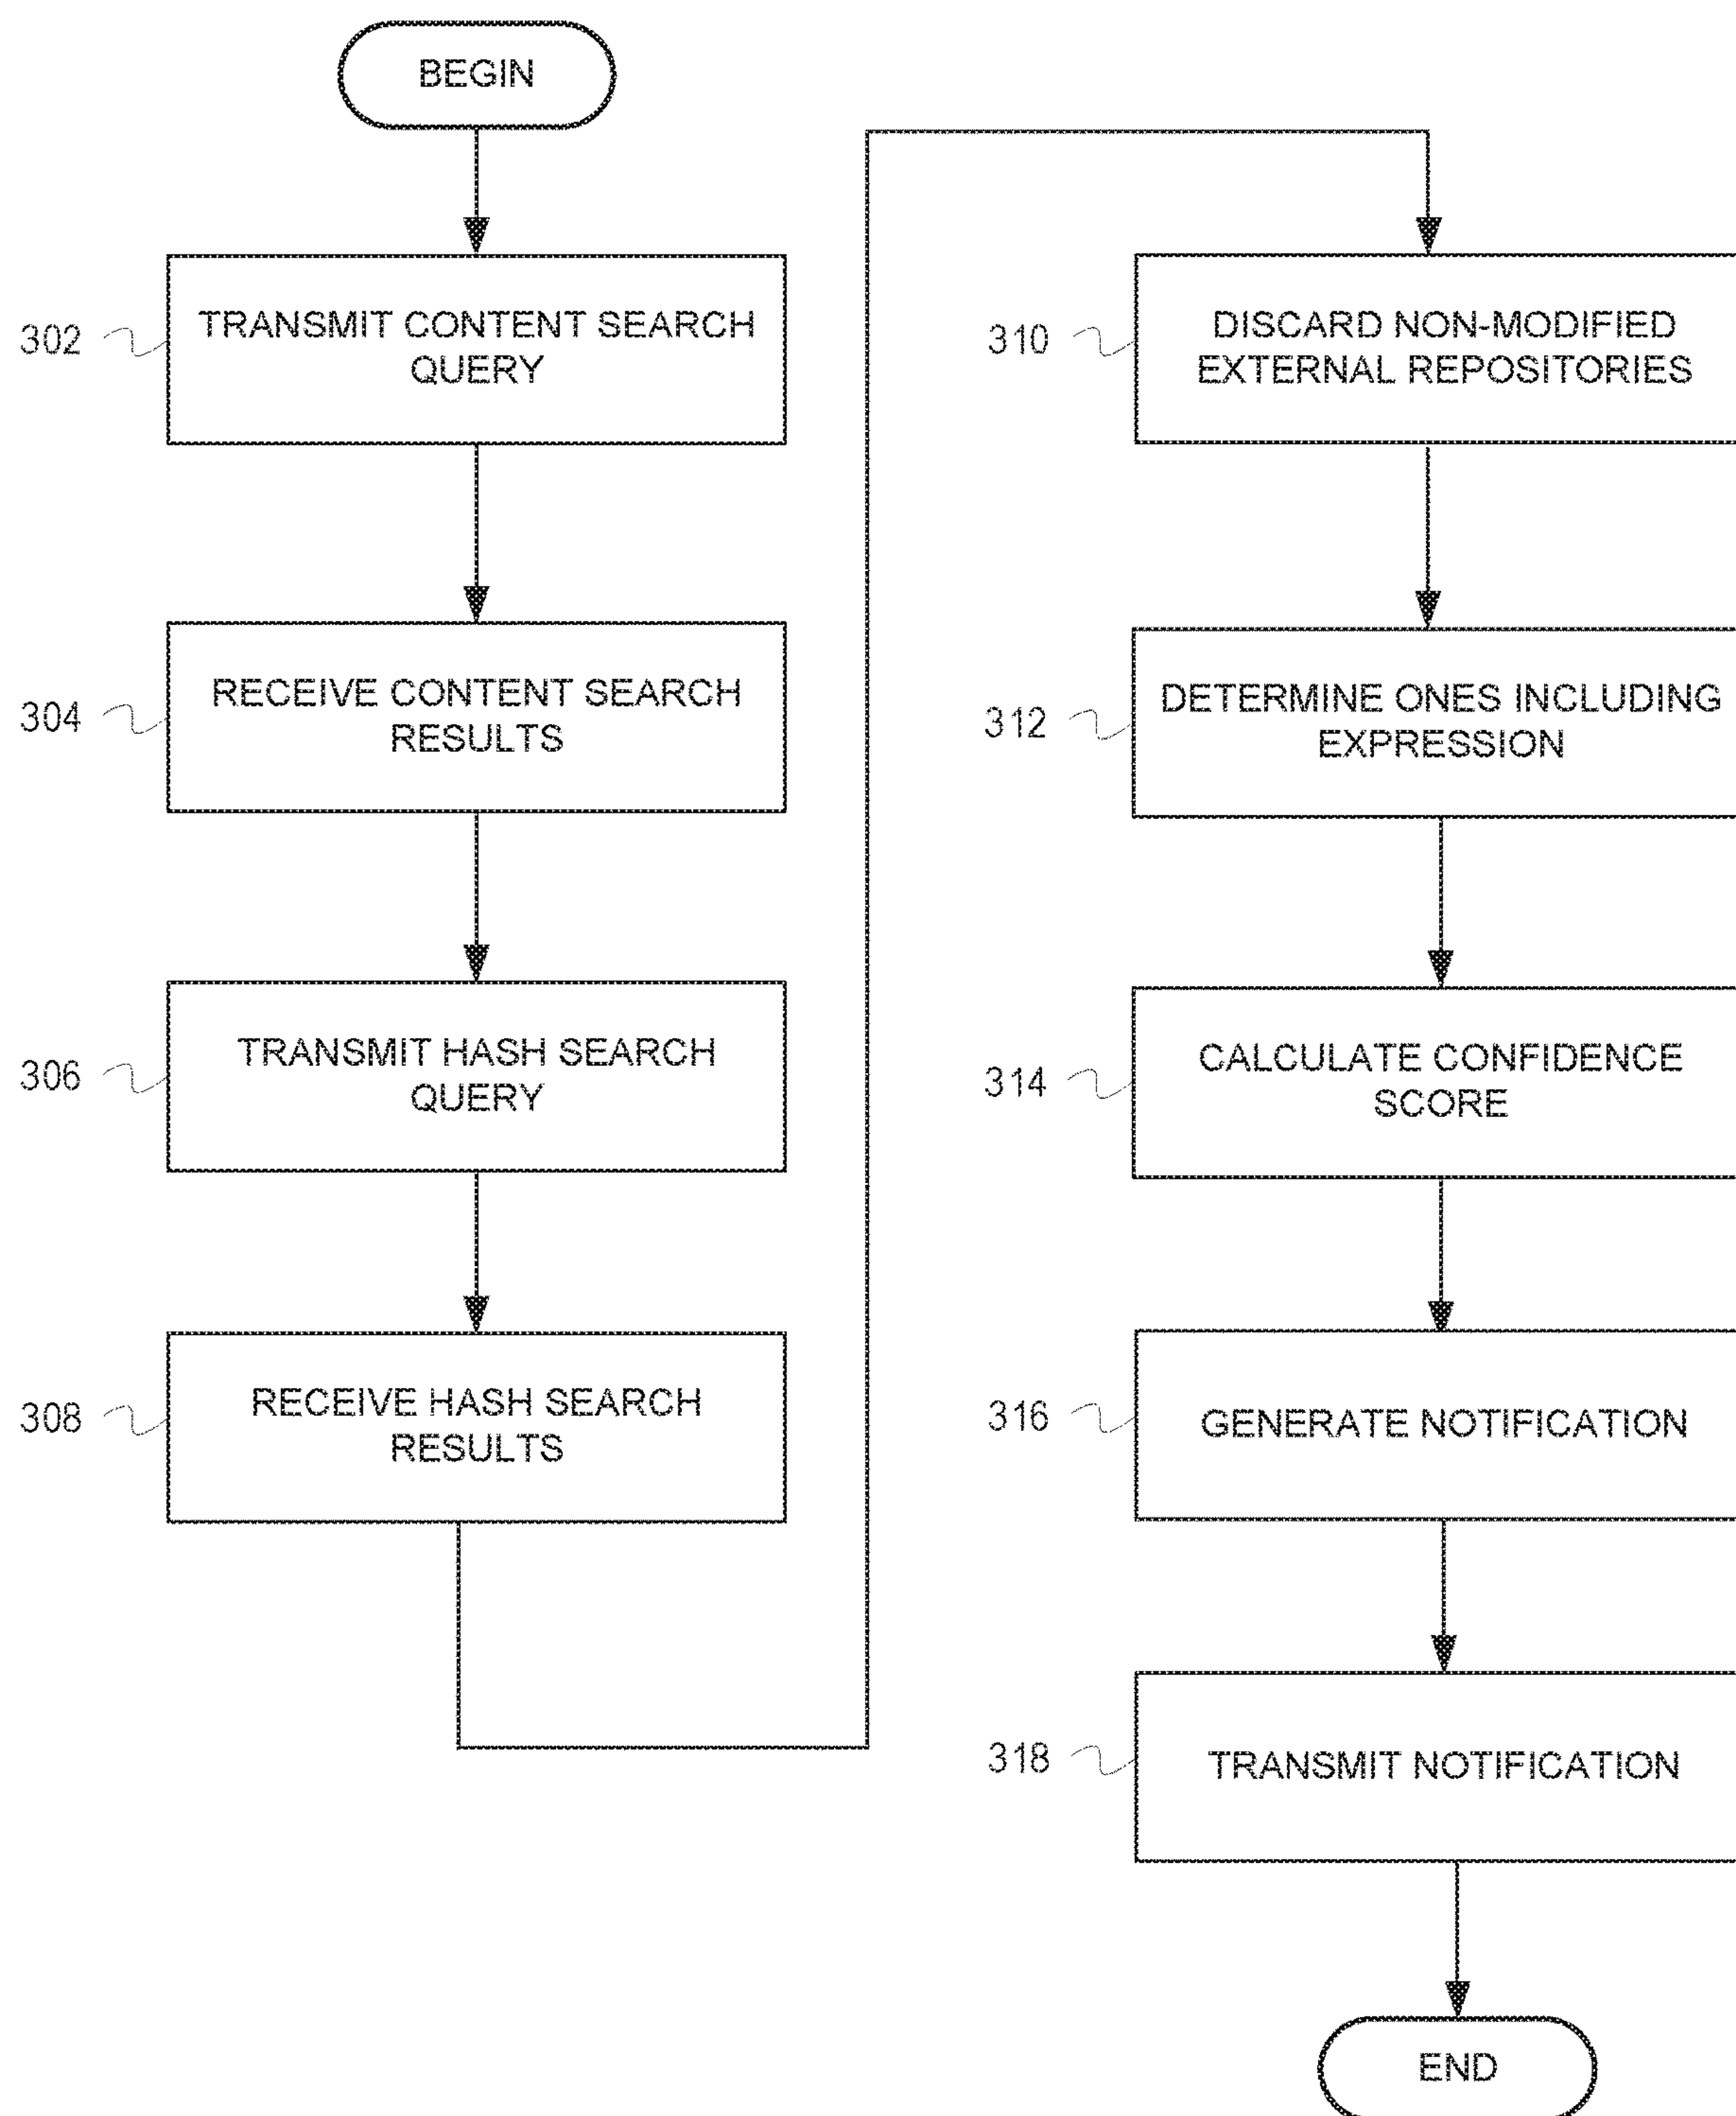 BEGIN
302
TRANSMIT CONTENT SEARCH
QUERY
304
RECEIVE CONTENT SEARCH
RESULTS
306
TRANSMIT HASH SEARCH
QUERY
308
RECEIVE HASH SEARCH
RESULTS
310
DISCARD NON-MODIFIED
EXTERNAL REPOSITORIES
312
DETERMINE ONES INCLUDING
EXPRESSION
314
CALCULATE CONFIDENCE
SCORE
316
GENERATE NOTIFICATION
318
TRANSMIT NOTIFICATION
END